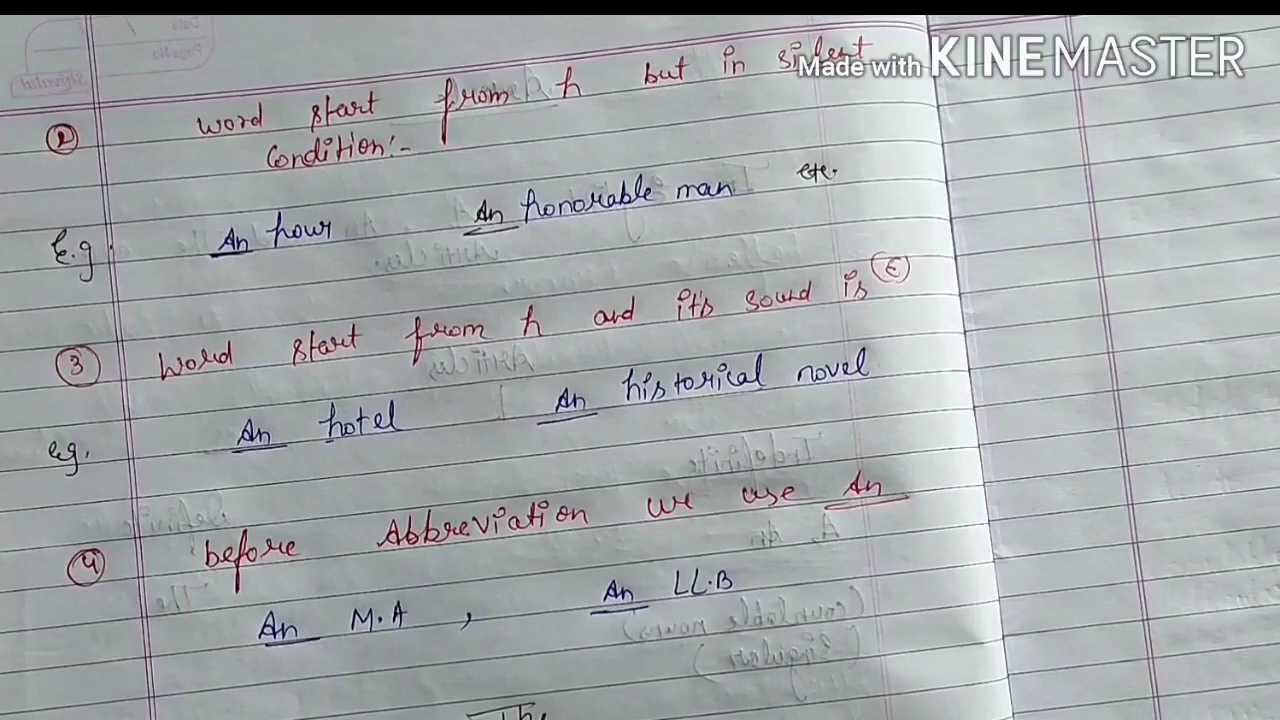 Made with KINEMASTER
② word start from h but in silent
condition:-
E.g An hour An honorable man etc.
③ Word start from h and it's sound is (E)
eg. An hotel An historical novel
④ before Abbreviation we use An
An M.A , An LL.B
The